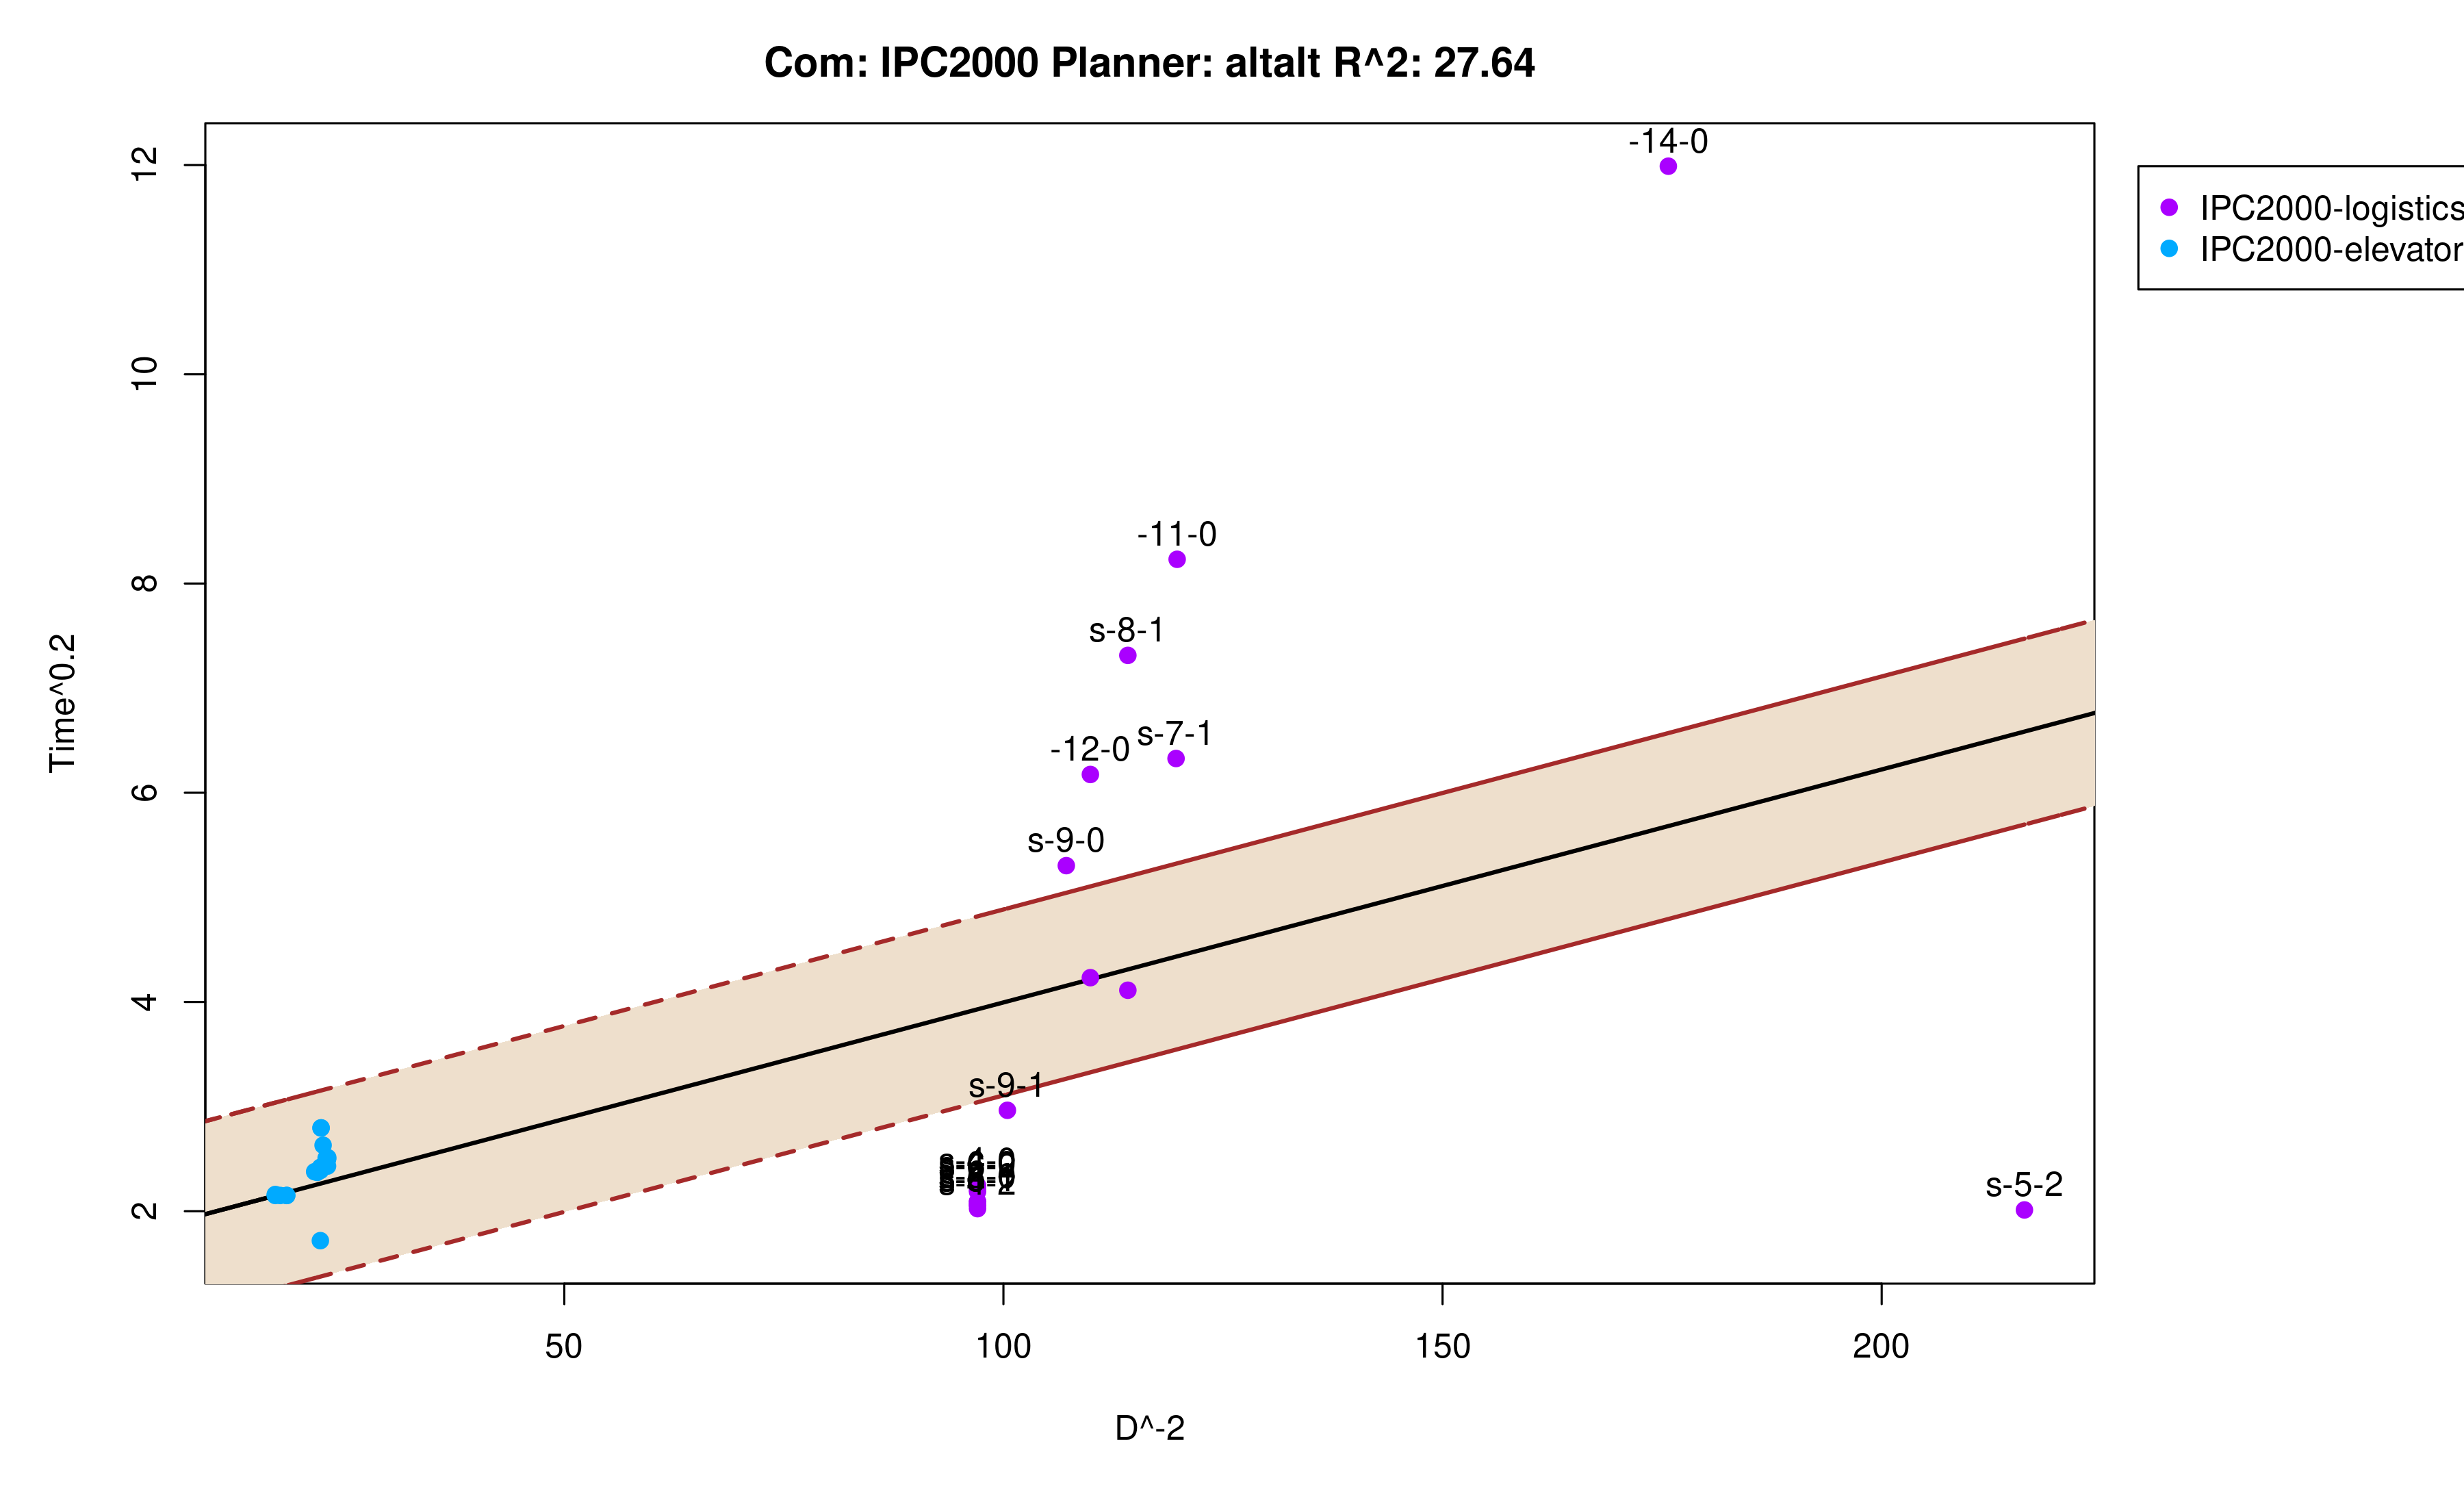 Com: IPC2000 Planner: altalt R^2: 27.64
12
10
8
6
4
2
Time^0.2
-14-0
-11-0
s-8-1
s-7-1
-12-0
s-9-0
s-9-1
s-5-2
50
100
150
200
D^-2
IPC2000-logistics
IPC2000-elevator